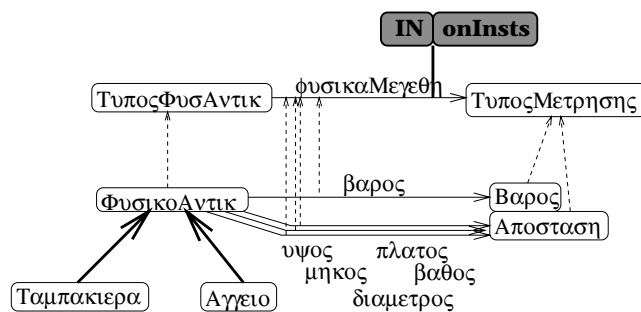 IN onInsts
φυσικαΜεγεθη
ΤυποςΦυσΑντικ ΤυποςΜετρησης
βαρος
ΦυσικοΑντικ Βαρος
Αποσταση
υψος πλατος
μηκος βαθος
Ταμπακιερα Αγγειο διαμετρος